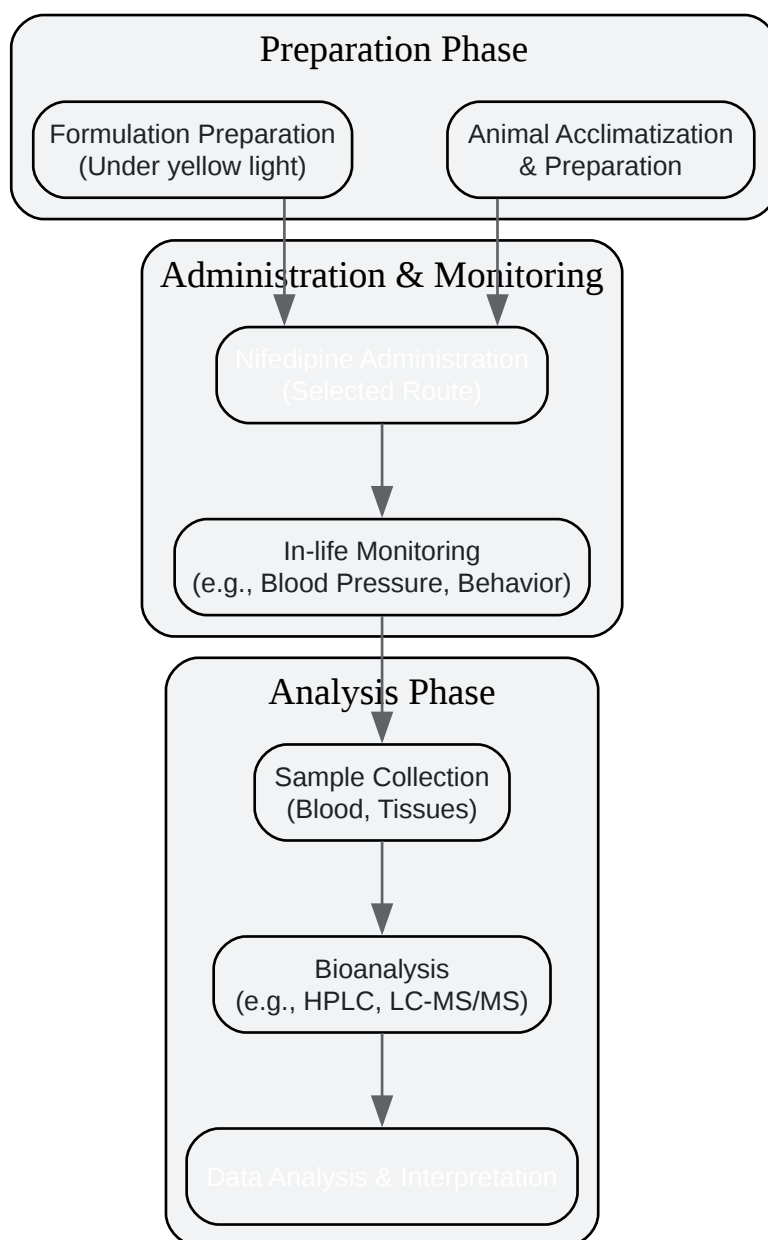 Preparation Phase
Formulation Preparation
(Under yellow light)
Animal Acclimatization
& Preparation
Administration & Monitoring
Nifedipine Administration
(Selected Route)
In-life Monitoring
(e.g., Blood Pressure, Behavior)
Analysis Phase
Sample Collection
(Blood, Tissues)
Bioanalysis
(e.g., HPLC, LC-MS/MS)
Data Analysis & Interpretation